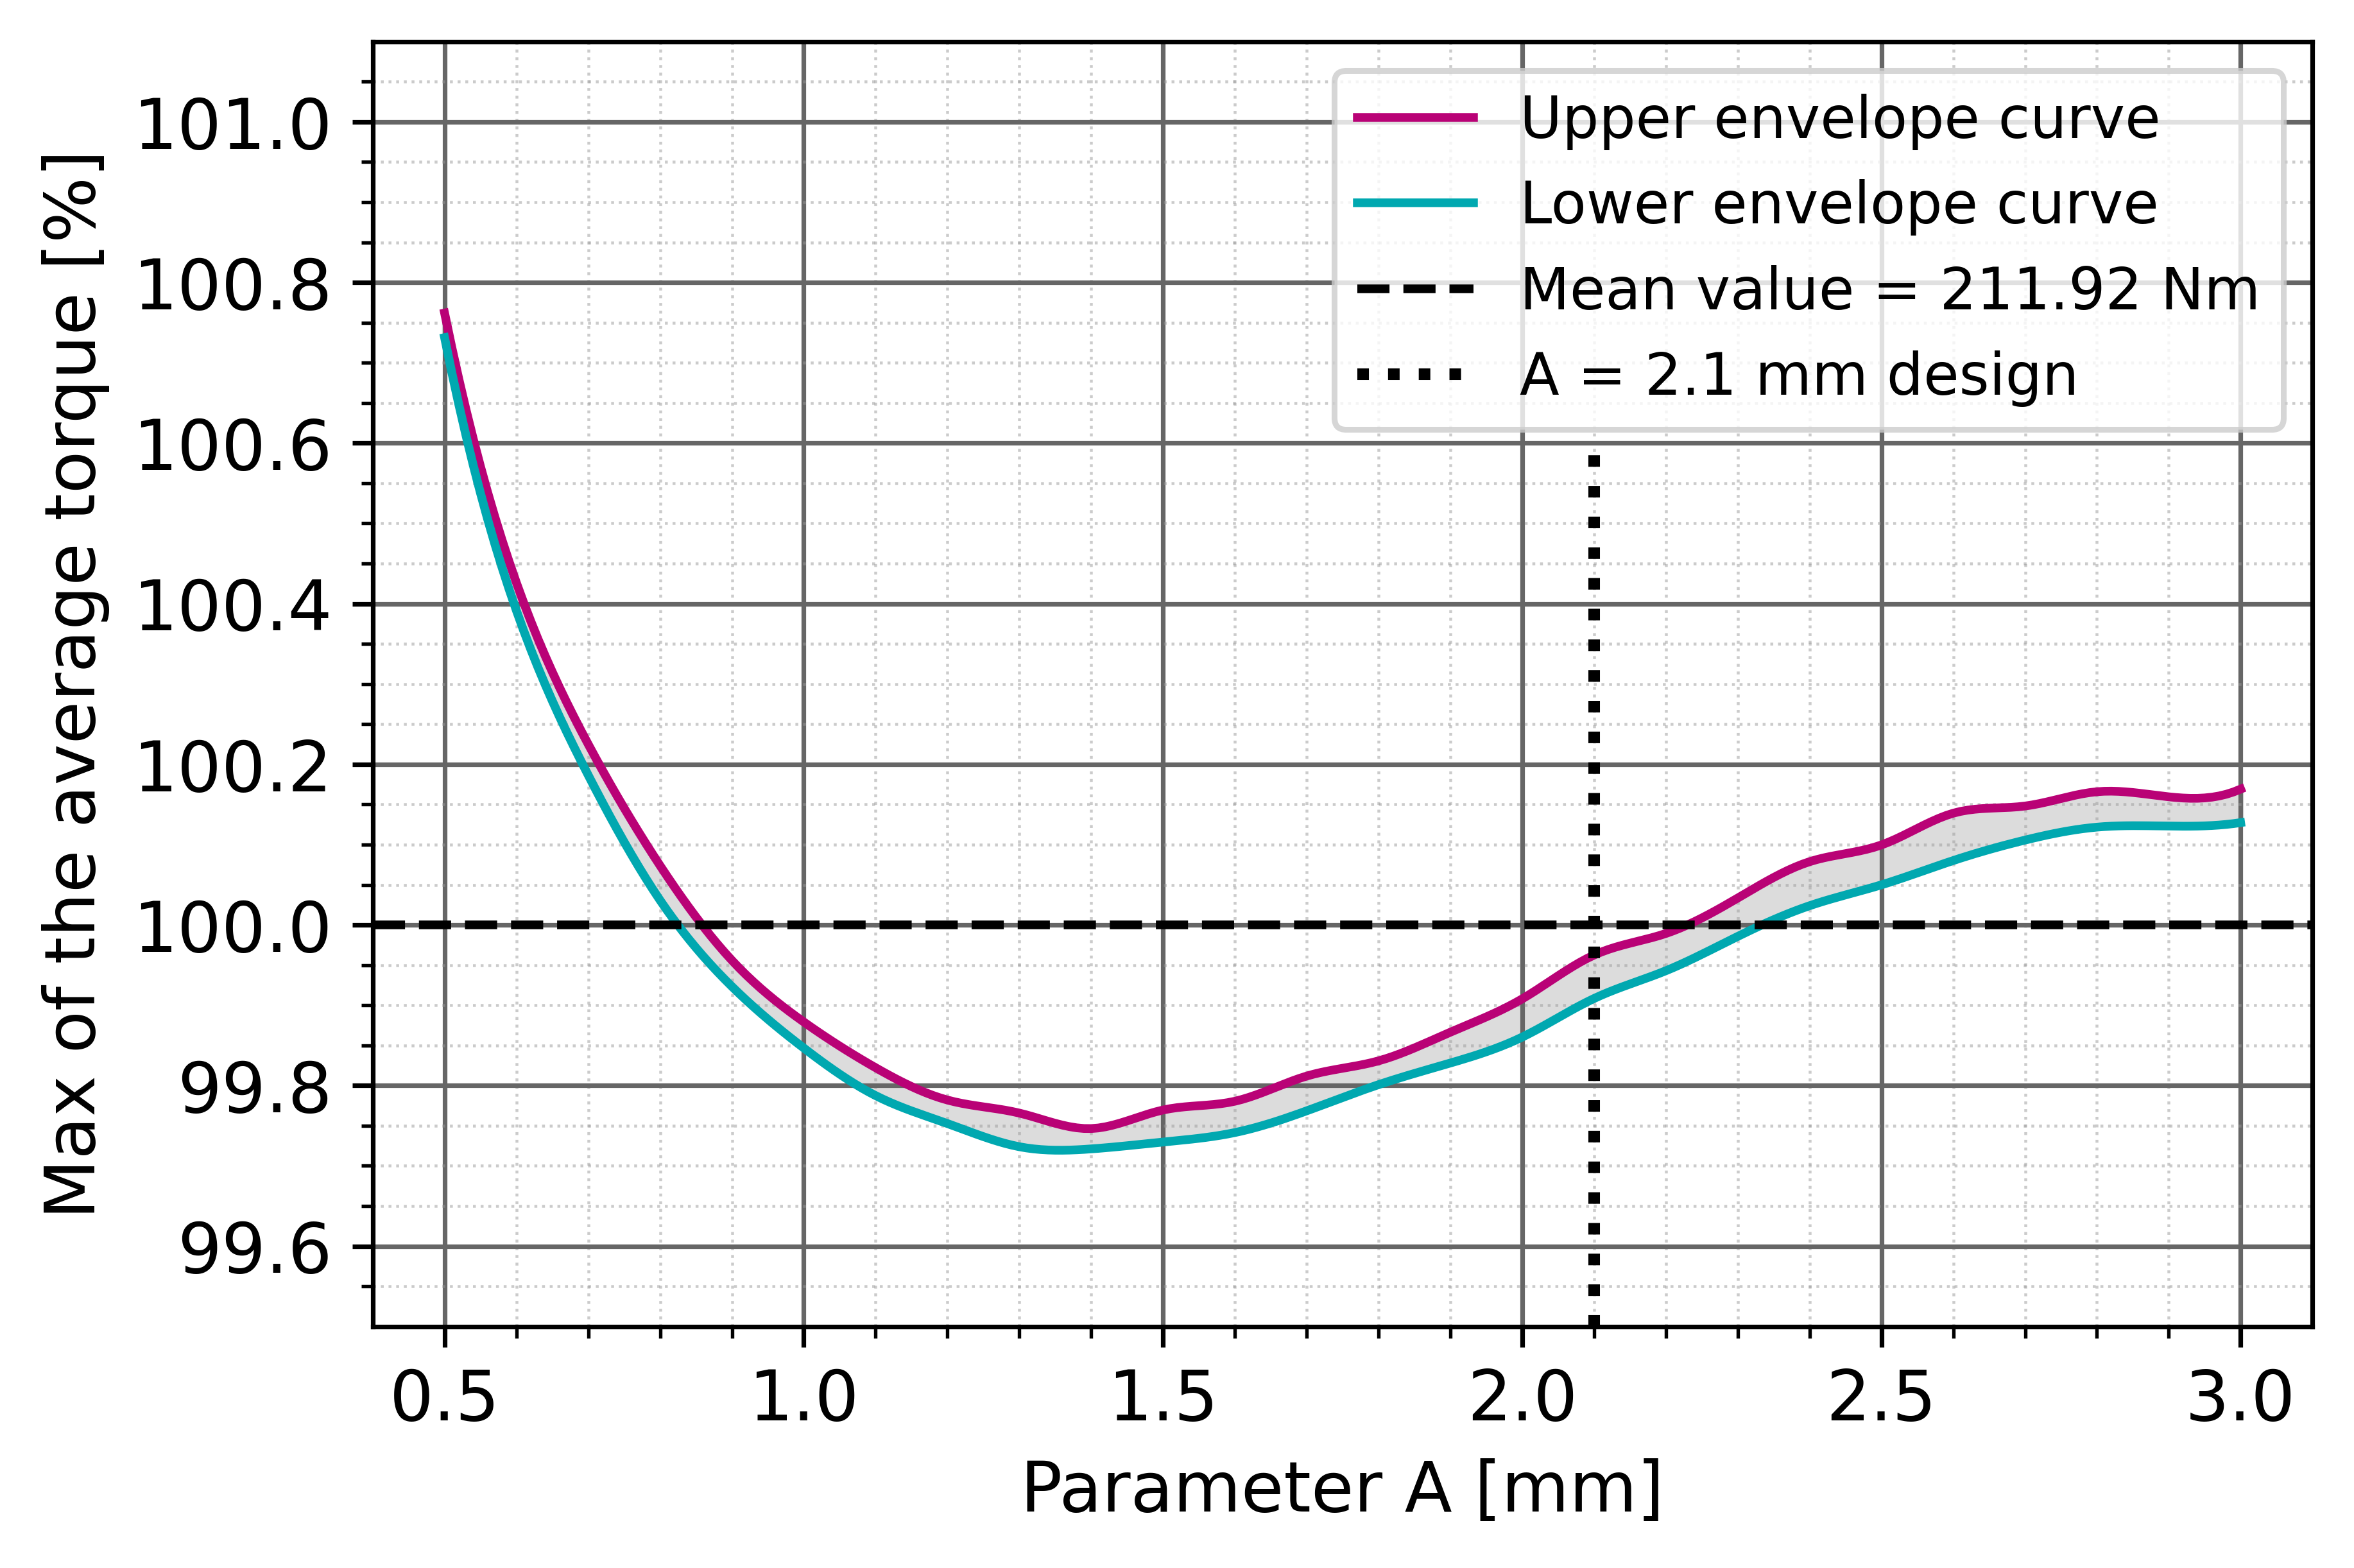 Max of the average torque [%]
101.0
100.8
100.6
100.4
100.2
100.0
99.8
99.6
Upper envelope curve
Lower envelope curve
Mean value = 211.92 Nm
A = 2.1 mm design
0.5 1.0 1.5 2.0 2.5 3.0
Parameter A [mm]